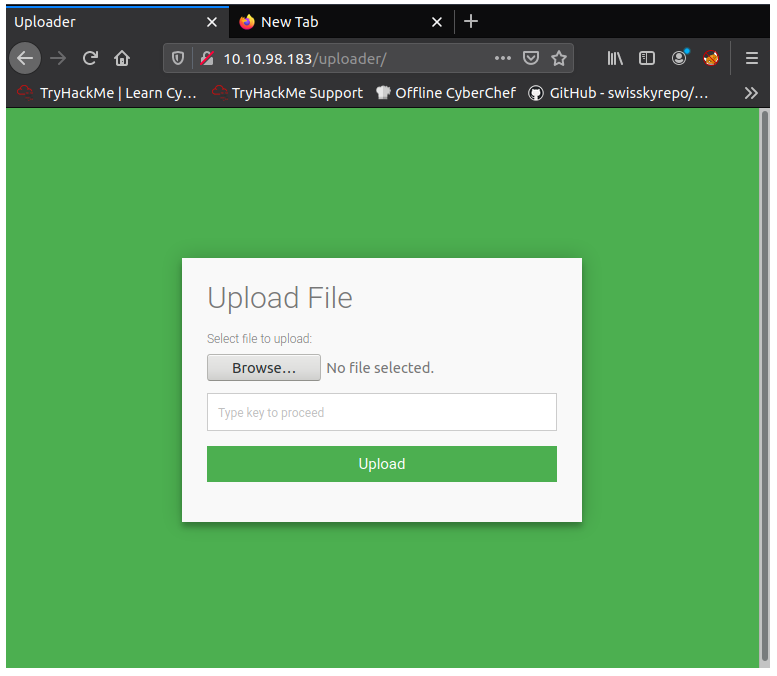 Uploader
New Tab
10.10.98.183/uploader/
TryHackMe | Learn Cy…
TryHackMe Support
Offline CyberChef
GitHub - swisskyrepo/…
Upload File
Select file to upload:
Browse…
No file selected.
Type key to proceed
Upload